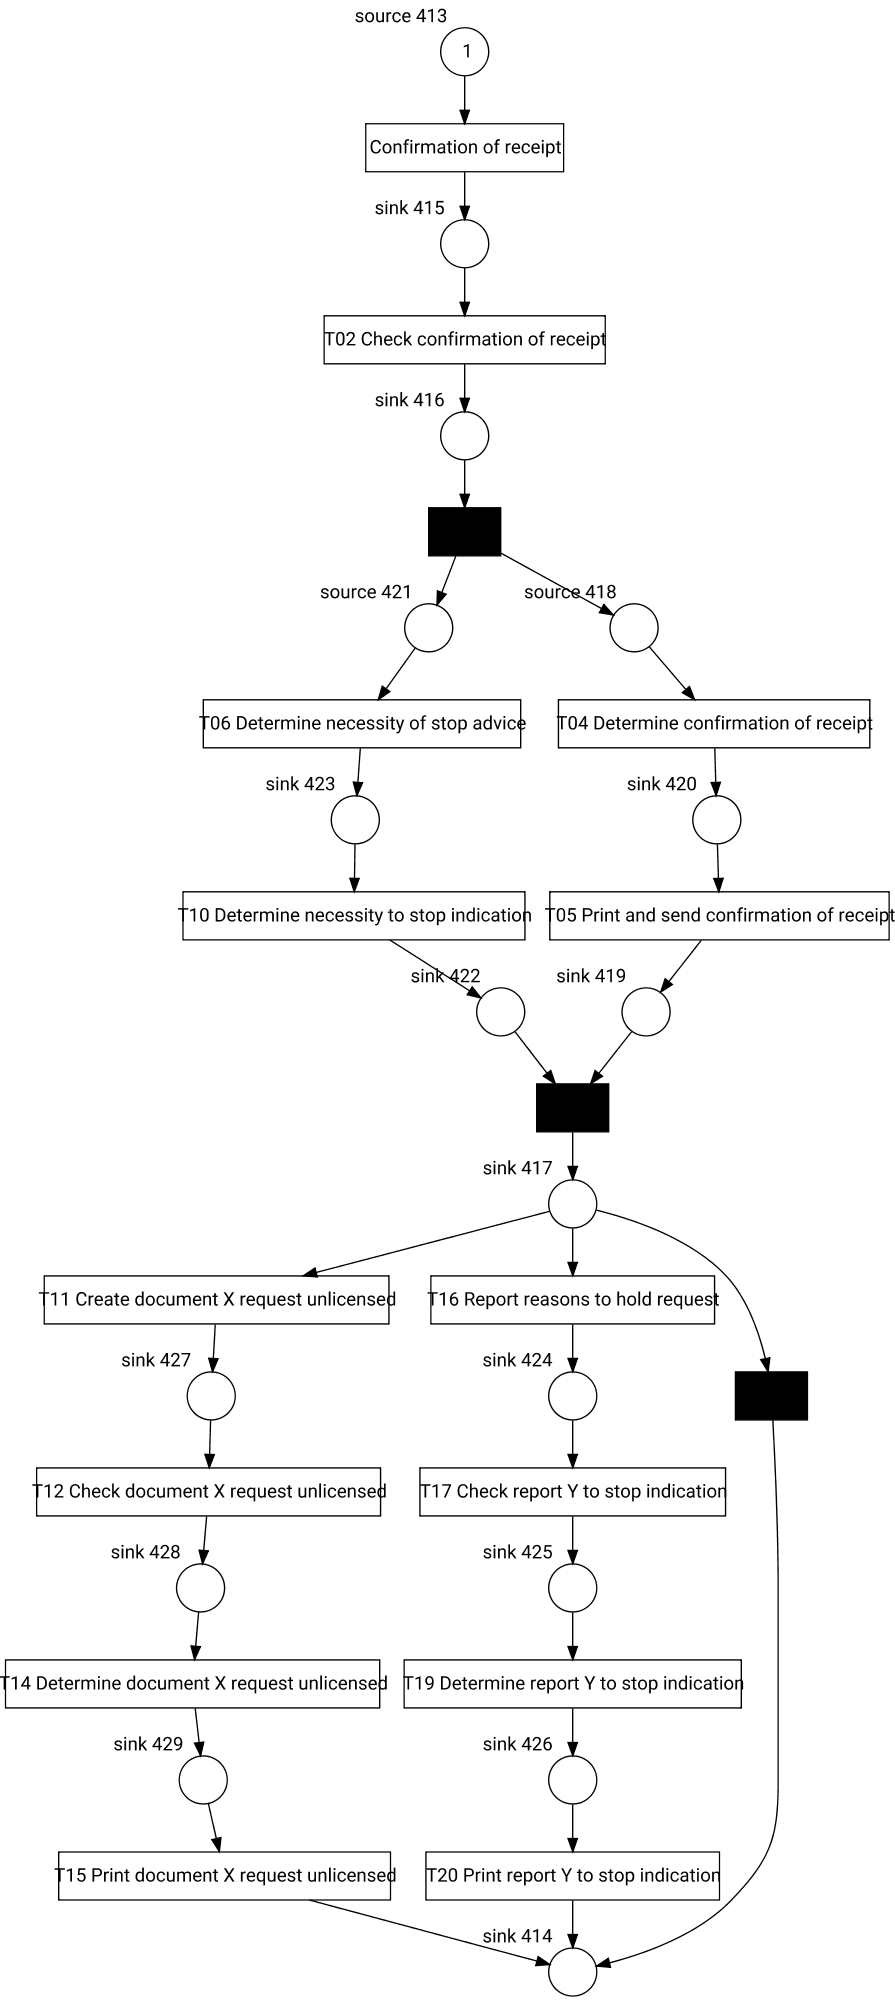 source 413
1
Confirmation of receipt
sink 415
T02 Check confirmation of receipt
sink 416
source 421
source 418
T06 Determine necessity of stop advice
T04 Determine confirmation of receipt
sink 423
sink 420
T10 Determine necessity to stop indication
T05 Print and send confirmation of receipt
sink 422
sink 419
sink 417
T11 Create document X request unlicensed
T16 Report reasons to hold request
sink 427
sink 424
T12 Check document X request unlicensed
T17 Check report Y to stop indication
sink 428
sink 425
T14 Determine document X request unlicensed
T19 Determine report Y to stop indication
sink 429
sink 426
T15 Print document X request unlicensed
T20 Print report Y to stop indication
sink 414